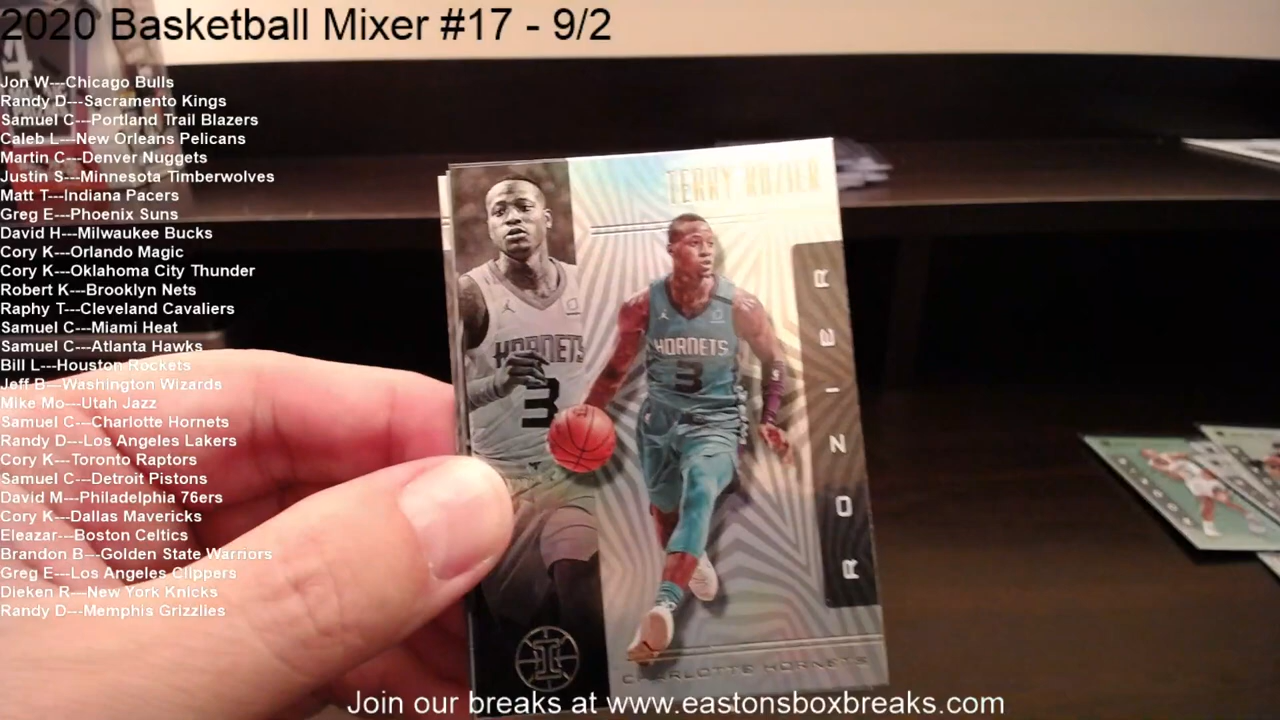 2020 Basketball Mixer #17 - 9/2
Jon W---Chicago Bulls
Randy D---Sacramento Kings
Samuel C---Portland Trail Blazers
Caleb L---New Orleans Pelicans
Martin C---Denver Nuggets
Justin S---Minnesota Timberwolves
Matt T---Indiana Pacers
Greg E---Phoenix Suns
David H---Milwaukee Bucks
Cory K---Orlando Magic
Cory K---Oklahoma City Thunder
Robert K---Brooklyn Nets
Raphy T---Cleveland Cavaliers
Samuel C---Miami Heat
Samuel C---Atlanta Hawks
Bill L---Houston Rockets
Jeff B---Washington Wizards
Mike Mo---Utah Jazz
Samuel C---Charlotte Hornets
Randy D---Los Angeles Lakers
Cory K---Toronto Raptors
Samuel C---Detroit Pistons
David M---Philadelphia 76ers
Cory K---Dallas Mavericks
Eleazar---Boston Celtics
Brandon B---Golden State Warriors
Greg E---Los Angeles Clippers
Dieken R---New York Knicks
Randy D---Memphis Grizzlies
TERRY ROZIER
ROZIER
HORNETS
3
HORNETS
3
CHARLOTTE HORNETS
Join our breaks at www.eastonsboxbreaks.com